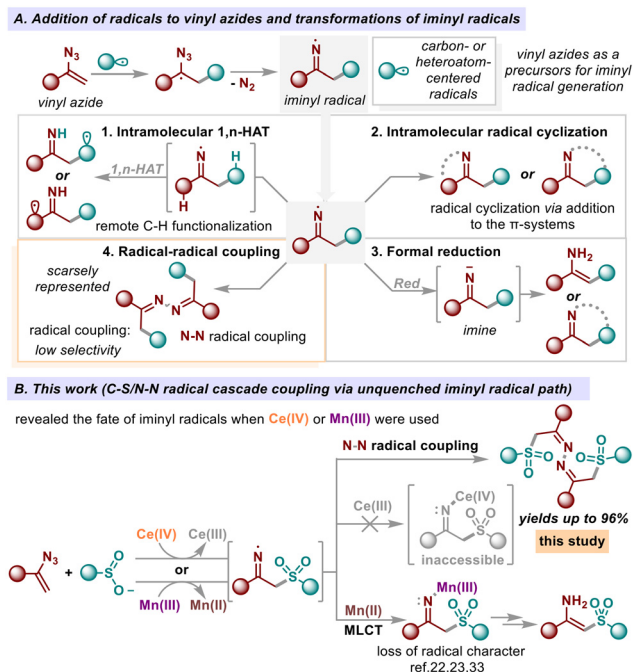 A. Addition of radicals to vinyl azides and transformations of iminyl radicals
N3
vinyl azide
N3
- N2
N
iminyl radical
carbon- or
heteroatom-
centered
radicals
vinyl azides as a
precursors for iminyl
radical generation
1. Intramolecular 1,n-HAT
NH
or
NH
1,n-HAT
N
H
H
remote C-H functionalization
2. Intramolecular radical cyclization
N
or
N
radical cyclization via addition
to the π-systems
N
4. Radical-radical coupling
scarsely
represented
N
N
radical coupling:
low selectivity
N-N radical coupling
3. Formal reduction
Red
N
imine
NH2
or
N
B. This work (C-S/N-N radical cascade coupling via unquenched iminyl radical path)
revealed the fate of iminyl radicals when Ce(IV) or Mn(III) were used
N3
+
O
S
O−
Ce(IV)
Ce(III)
or
Mn(III)
Mn(II)
N
O O
S
N-N radical coupling
O
S
O
N
N
O
S
O
yields up to 96%
this study
Ce(III)
Ce(IV)
:N
O O
S
inaccessible
Mn(II)
MLCT
Mn(III)
:N
O O
S
loss of radical character
ref.22,23,33
NH2
O O
S